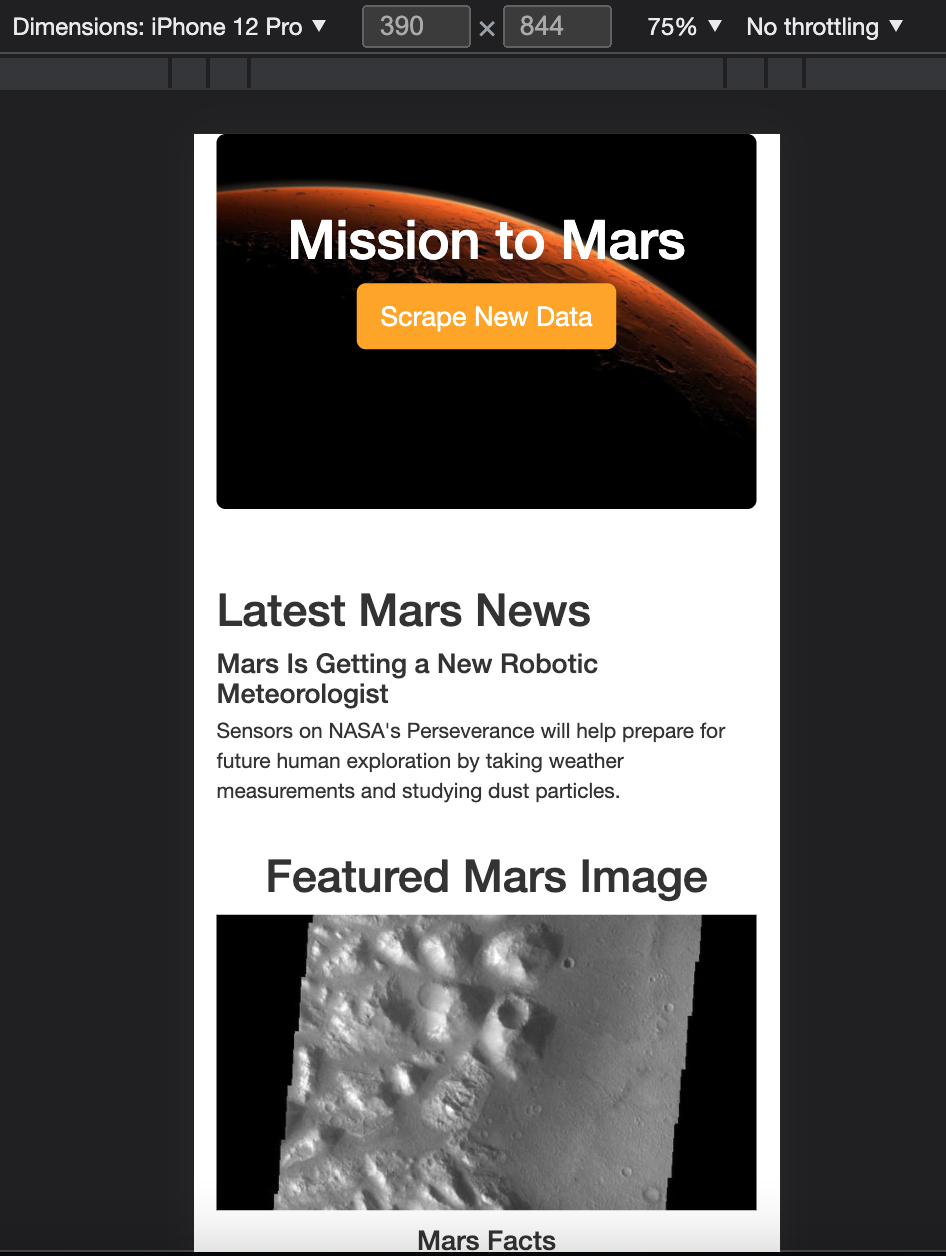 Dimensions: iPhone 12 Pro ▼ 390 × 844 75% ▼ No throttling ▼
Mission to Mars
Scrape New Data
Latest Mars News
Mars Is Getting a New Robotic
Meteorologist
Sensors on NASA's Perseverance will help prepare for
future human exploration by taking weather
measurements and studying dust particles.
Featured Mars Image
Mars Facts